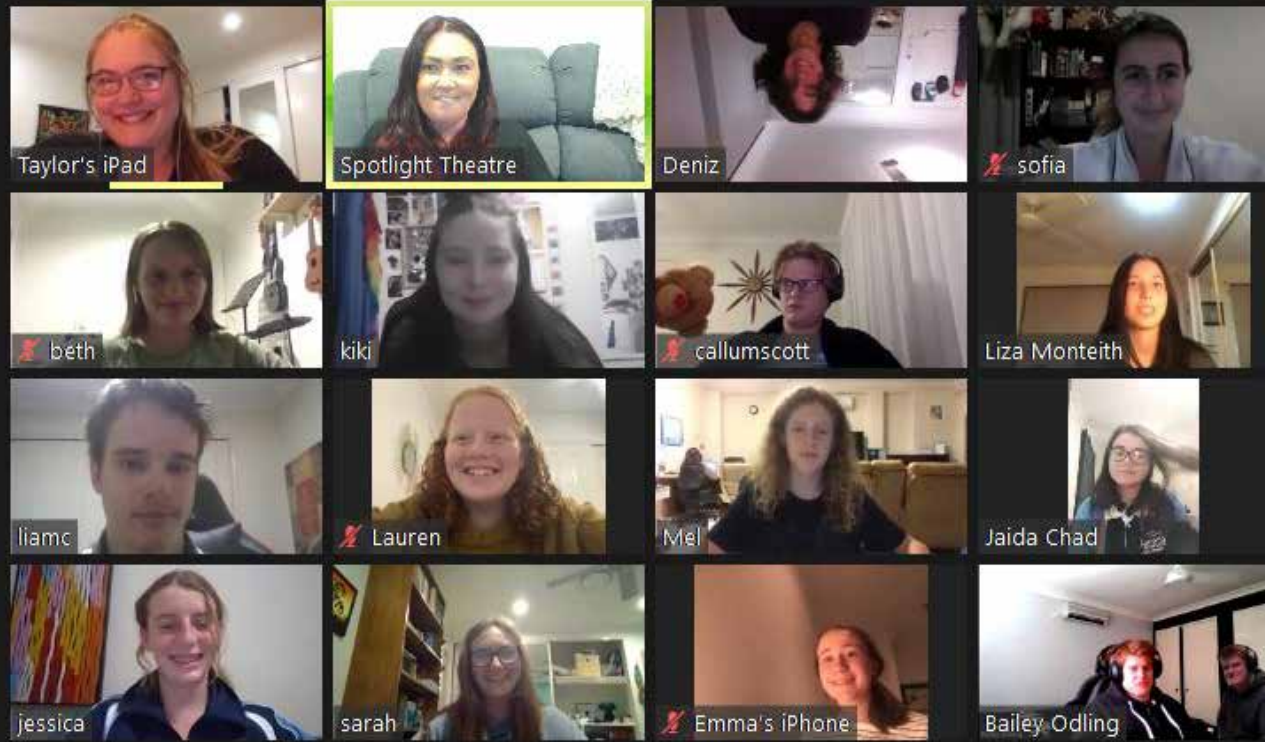 Taylor's iPad
Spotlight Theatre
Deniz
sofia
beth
kiki
callumscott
Liza Monteith
liamc
Lauren
Mel
Jaida Chad
jessica
sarah
Emma's iPhone
Bailey Odling